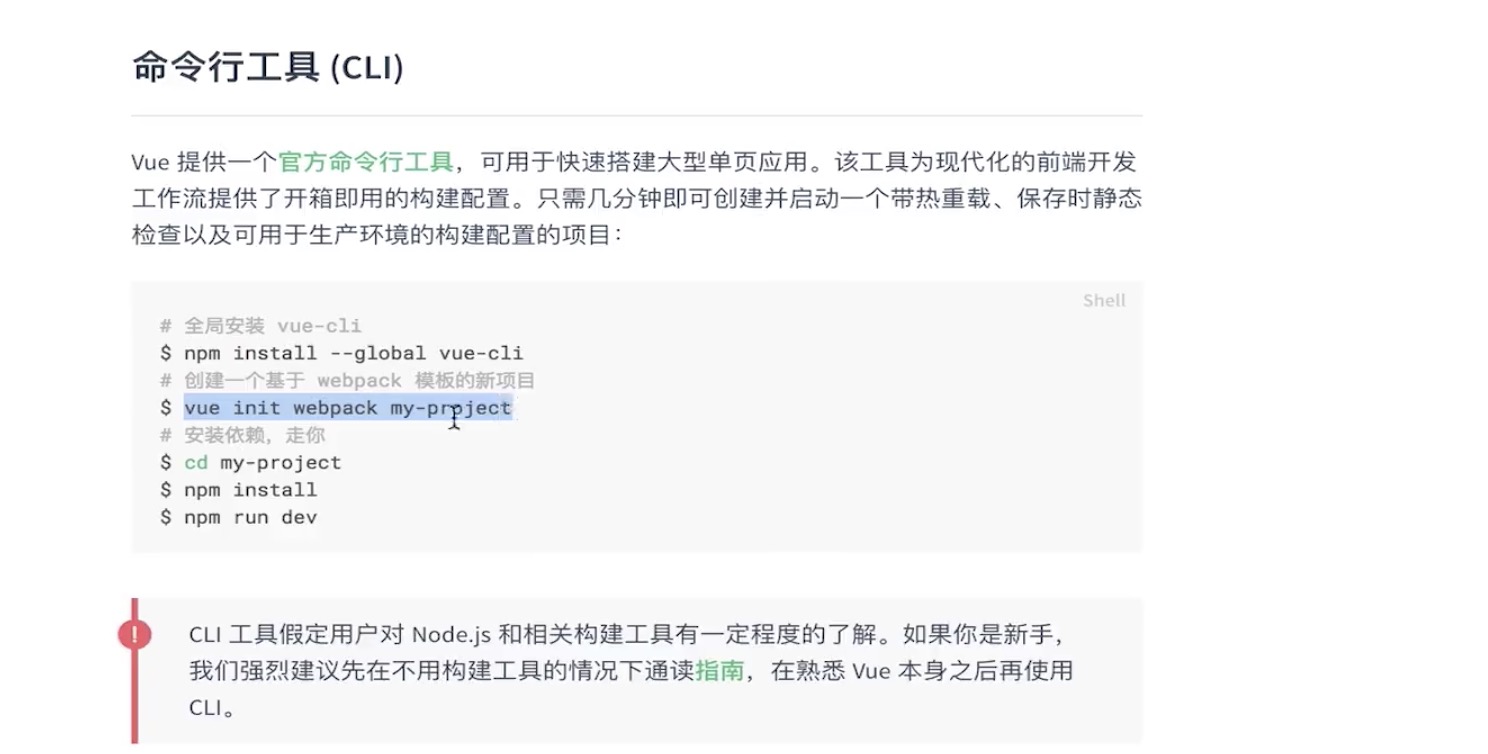 命令行工具 (CLI)
Vue 提供一个官方命令行工具，可用于快速搭建大型单页应用。该工具为现代化的前端开发
工作流提供了开箱即用的构建配置。只需几分钟即可创建并启动一个带热重载、保存时静态
检查以及可用于生产环境的构建配置的项目：
Shell
# 全局安装 vue-cli
$ npm install --global vue-cli
# 创建一个基于 webpack 模板的新项目
$ vue init webpack my-project
# 安装依赖，走你
$ cd my-project
$ npm install
$ npm run dev
!
CLI 工具假定用户对 Node.js 和相关构建工具有一定程度的了解。如果你是新手，
我们强烈建议先在不用构建工具的情况下通读指南，在熟悉 Vue 本身之后再使用
CLI。